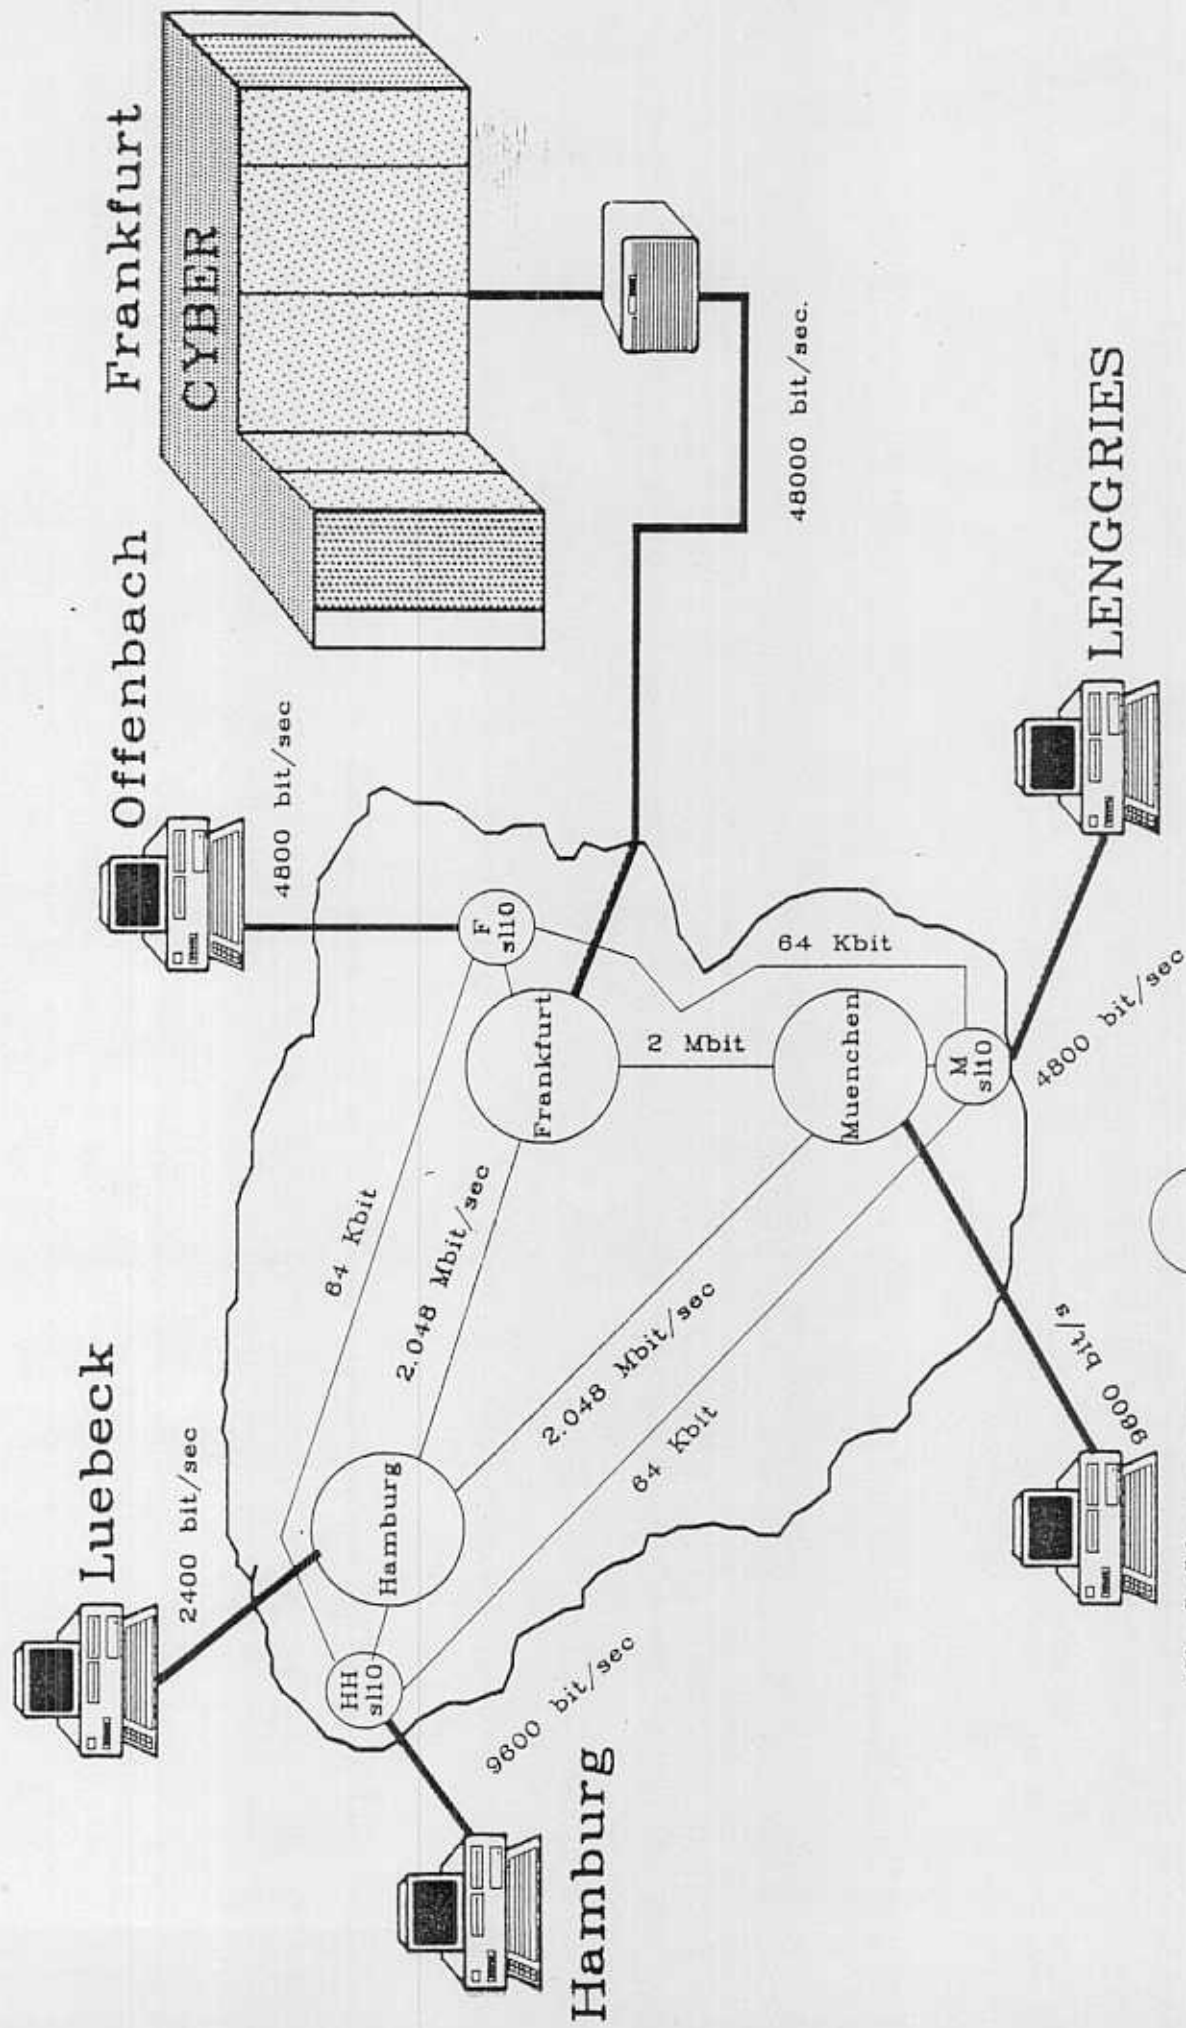 Luebeck
2400 bit/sec
Offenbach
4800 bit/sec
Frankfurt
CYBER
HH
sl10
Hamburg
64 Kbit
2.048 Mbit/sec
F
sl10
Frankfurt
Hamburg
9600 bit/sec
2.048 Mbit/sec
64 Kbit
2 Mbit
64 Kbit
48000 bit/sec.
Muenchen
M
sl10
9600 bit/s
4800 bit/sec
LENGGRIES